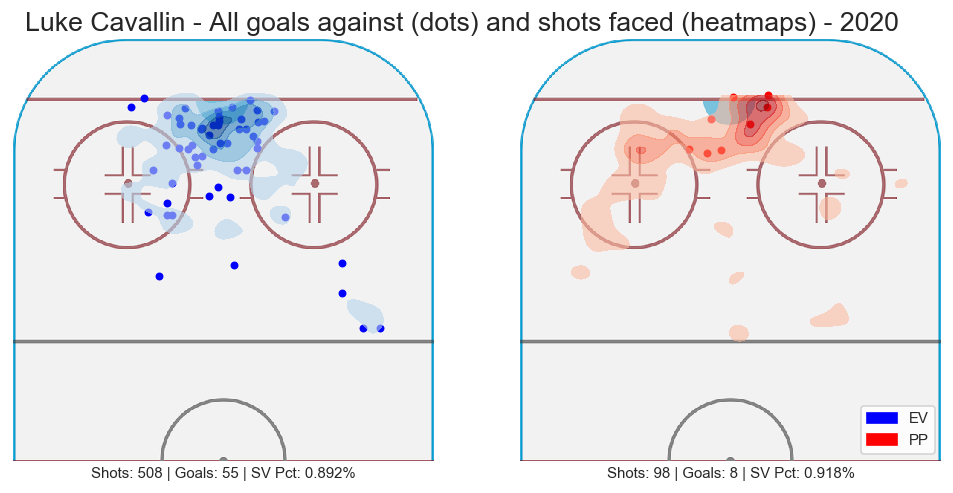 Luke Cavallin - All goals against (dots) and shots faced (heatmaps) - 2020
EV
PP
Shots: 508 | Goals: 55 | SV Pct: 0.892%
Shots: 98 | Goals: 8 | SV Pct: 0.918%